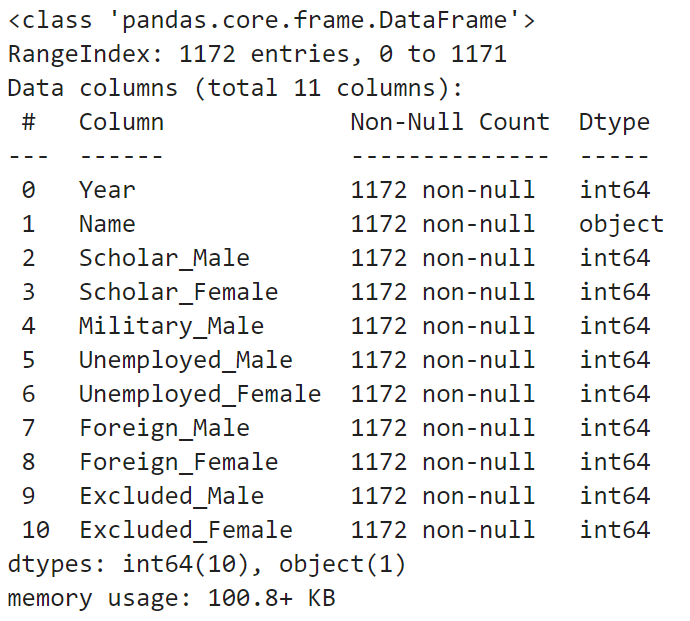 <class 'pandas.core.frame.DataFrame'>
RangeIndex: 1172 entries, 0 to 1171
Data columns (total 11 columns):
 #   Column             Non-Null Count  Dtype
---  ------             --------------  -----
 0   Year               1172 non-null   int64
 1   Name               1172 non-null   object
 2   Scholar_Male       1172 non-null   int64
 3   Scholar_Female     1172 non-null   int64
 4   Military_Male      1172 non-null   int64
 5   Unemployed_Male    1172 non-null   int64
 6   Unemployed_Female  1172 non-null   int64
 7   Foreign_Male       1172 non-null   int64
 8   Foreign_Female     1172 non-null   int64
 9   Excluded_Male      1172 non-null   int64
 10  Excluded_Female    1172 non-null   int64
dtypes: int64(10), object(1)
memory usage: 100.8+ KB